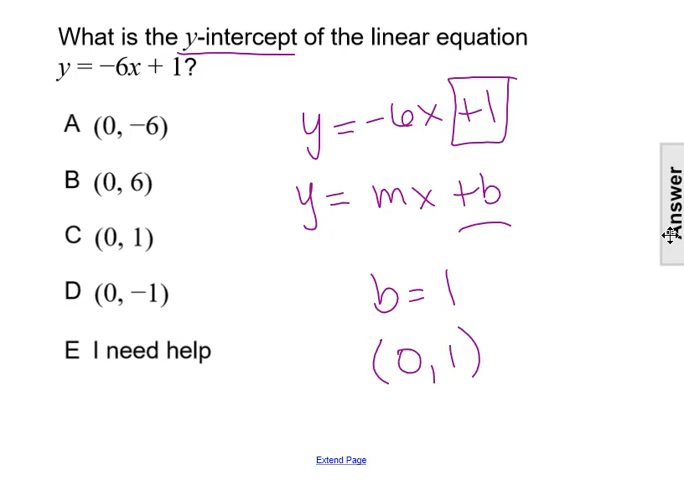 What is the y-intercept of the linear equation
y = −6x + 1?
A (0, −6)
B (0, 6)
C (0, 1)
D (0, −1)
E I need help
y = -6x +1
y = mx +b
b = 1
(0, 1)
Answer
Extend Page